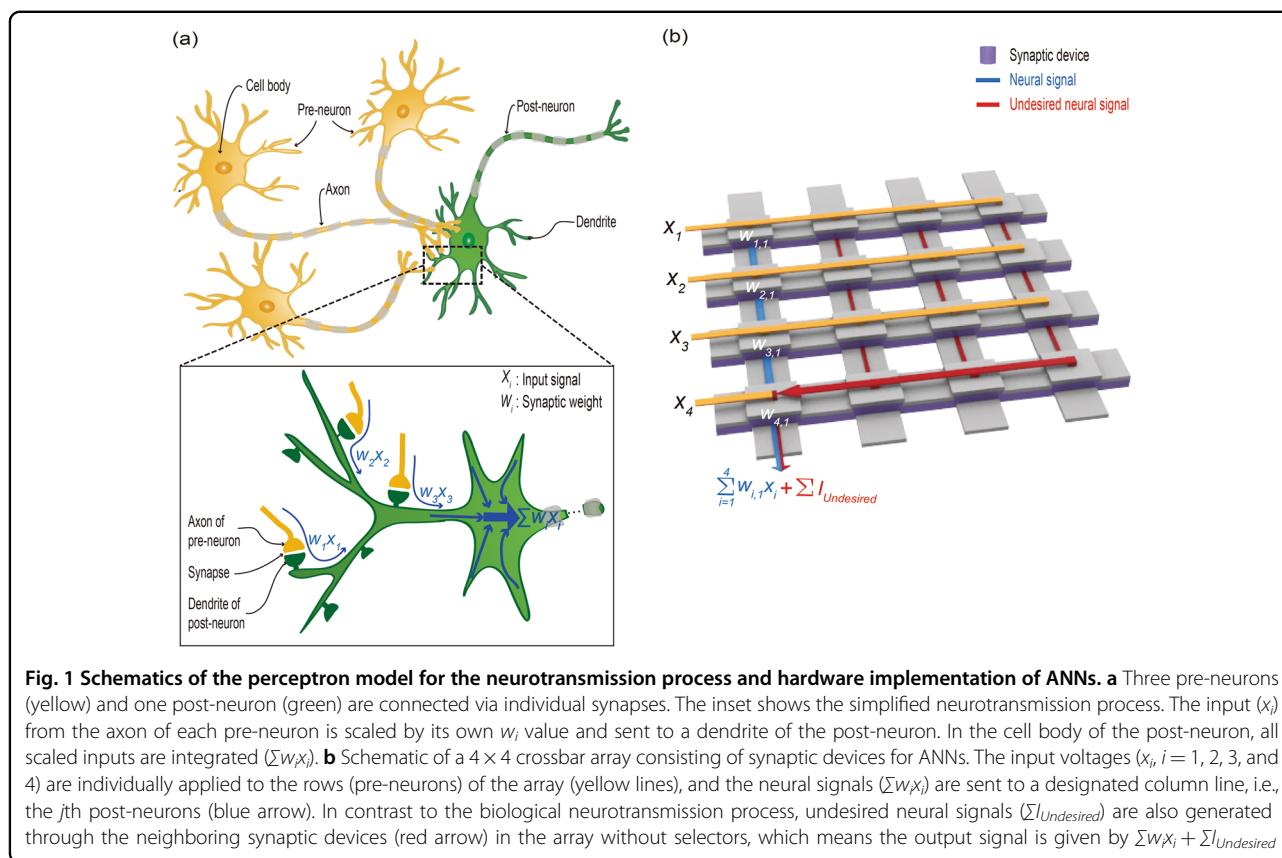 (a)
Cell body
Pre-neuron
Post-neuron
Axon
Dendrite
Xi : Input signal
Wi : Synaptic weight
w2x2
w3x3
w1x1
∑wixi
Axon of
pre-neuron
Synapse
Dendrite of
post-neuron
(b)
Synaptic device
Neural signal
Undesired neural signal
X1
W1,1
X2
W2,1
X3
W3,1
X4
W4,1
4
∑ wi,1xi + ∑ IUndesired
i=1
Fig. 1 Schematics of the perceptron model for the neurotransmission process and hardware implementation of ANNs. a Three pre-neurons
(yellow) and one post-neuron (green) are connected via individual synapses. The inset shows the simplified neurotransmission process. The input (xi)
from the axon of each pre-neuron is scaled by its own wi value and sent to a dendrite of the post-neuron. In the cell body of the post-neuron, all
scaled inputs are integrated (∑wixi). b Schematic of a 4 × 4 crossbar array consisting of synaptic devices for ANNs. The input voltages (xi, i = 1, 2, 3, and
4) are individually applied to the rows (pre-neurons) of the array (yellow lines), and the neural signals (∑wixi) are sent to a designated column line, i.e.,
the jth post-neurons (blue arrow). In contrast to the biological neurotransmission process, undesired neural signals (∑IUndesired) are also generated
through the neighboring synaptic devices (red arrow) in the array without selectors, which means the output signal is given by ∑wixi + ∑IUndesired